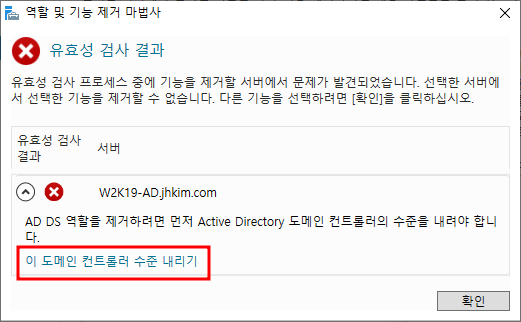 역할 및 기능 제거 마법사
유효성 검사 결과
유효성 검사 프로세스 중에 기능을 제거할 서버에서 문제가 발견되었습니다. 선택한 서버에
서 선택한 기능을 제거할 수 없습니다. 다른 기능을 선택하려면 [확인]을 클릭하십시오.
유효성 검사
결과
서버
W2K19-AD.jhkim.com
AD DS 역할을 제거하려면 먼저 Active Directory 도메인 컨트롤러의 수준을 내려야 합니
다.
이 도메인 컨트롤러 수준 내리기
확인